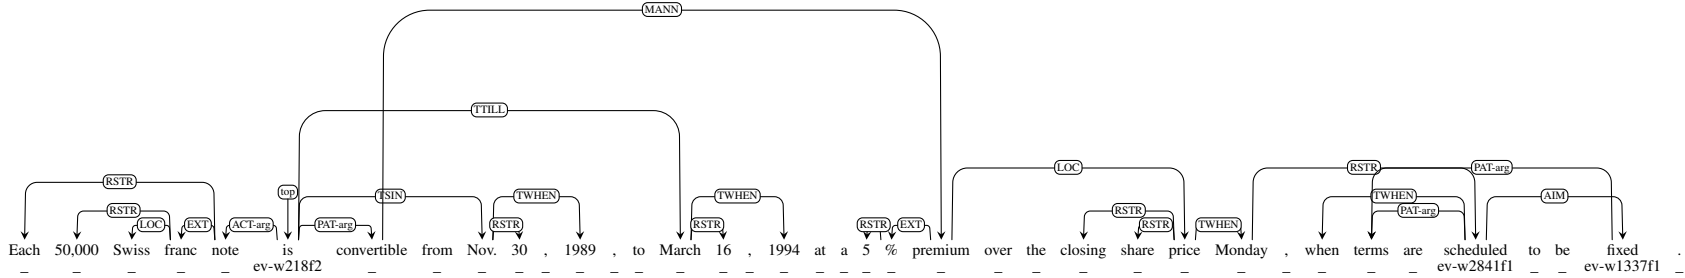 MANN
TTILL
LOC RSTR PAT-arg
RSTR top TSIN TWHEN TWHEN TWHEN AIM
RSTR LOC EXT ACT-arg PAT-arg RSTR RSTR RSTR EXT RSTR RSTR TWHEN PAT-arg
Each 50,000 Swiss franc note is convertible from Nov. 30 , 1989 , to March 16 , 1994 at a 5 % premium over the closing share price Monday , when terms are scheduled to be fixed .
_ _ _ _ _ ev-w218f2 _ _ _ _ _ _ _ _ _ _ _ _ _ _ _ _ _ _ _ _ _ _ _ _ _ _ _ ev-w2841f1 _ _ ev-w1337f1 _